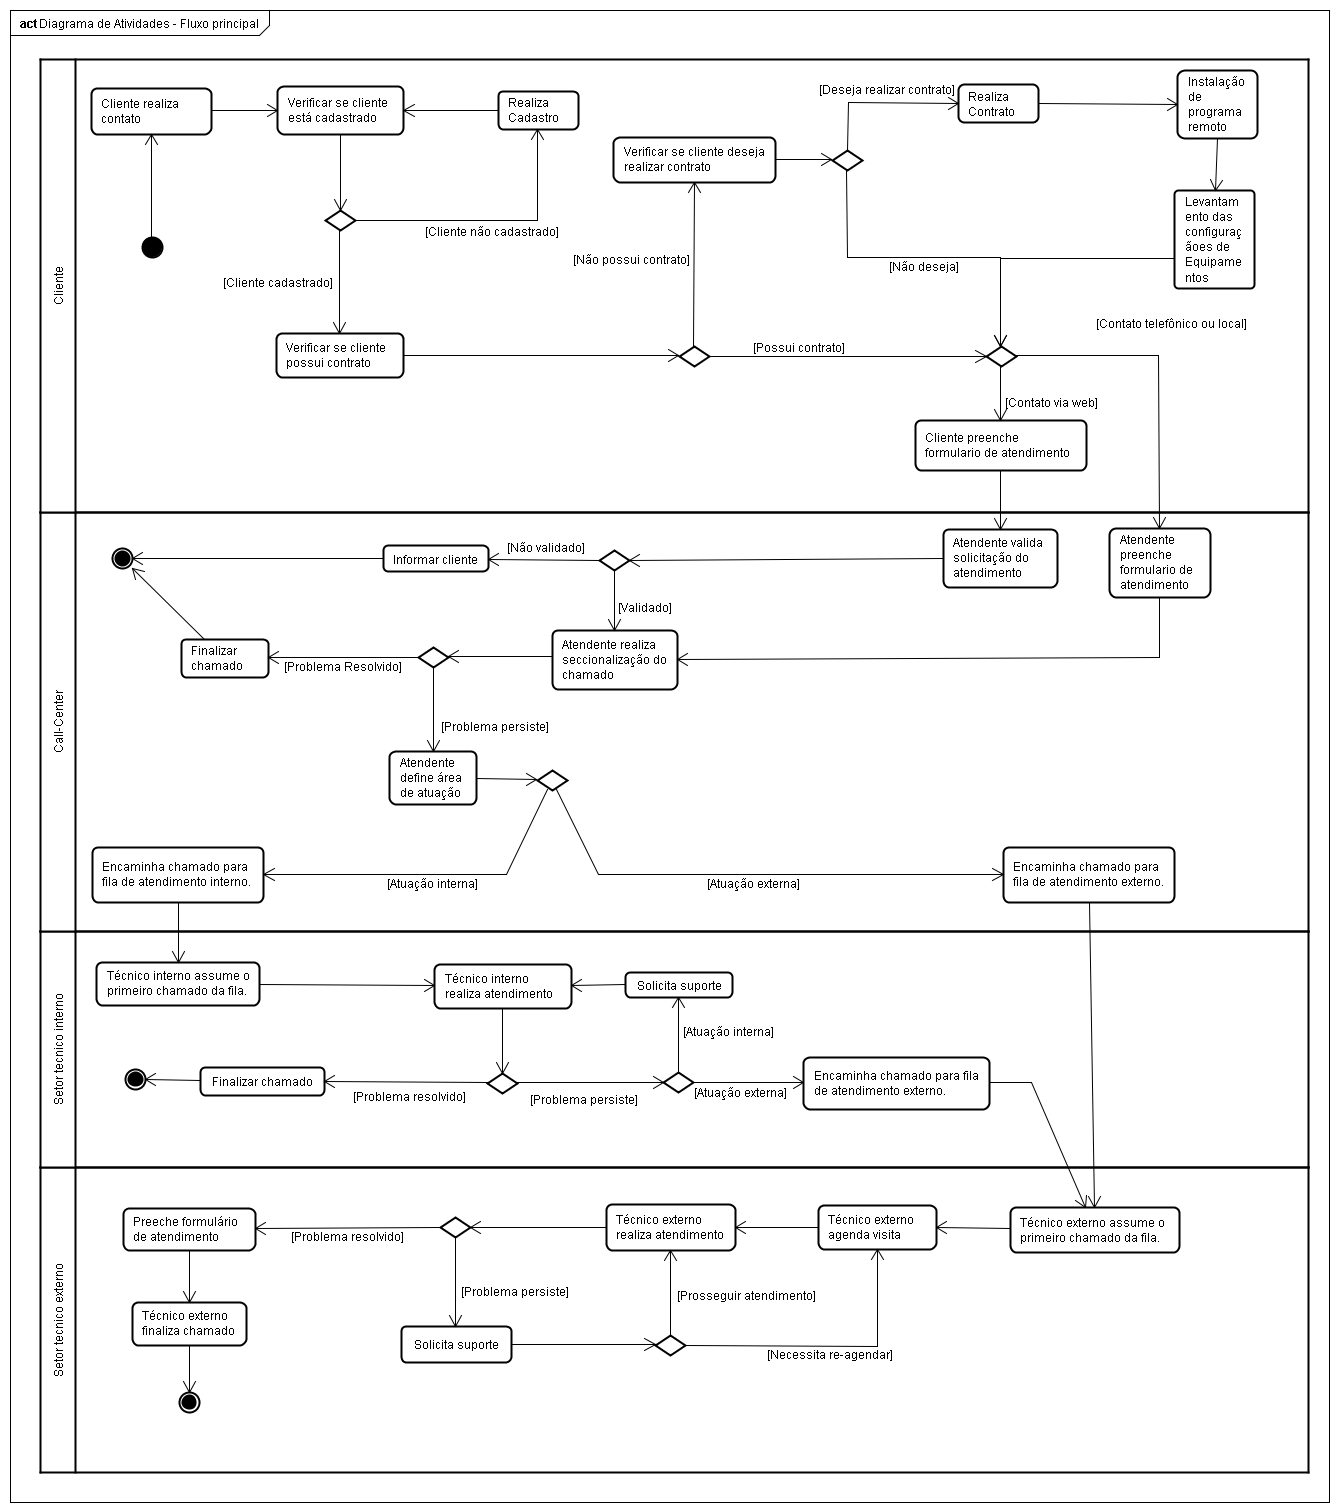 act Diagrama de Atividades - Fluxo principal
Cliente
Cliente realiza
contato
Verificar se cliente
está cadastrado
Realiza
Cadastro
[Cliente não cadastrado]
[Cliente cadastrado]
Verificar se cliente
possui contrato
[Não possui contrato]
Verificar se cliente deseja
realizar contrato
[Deseja realizar contrato]
Realiza
Contrato
Instalação
de
programa
remoto
Levantam
ento das
configuraç
ãoes de
Equipame
ntos
[Não deseja]
[Possui contrato]
[Contato telefônico ou local]
[Contato via web]
Cliente preenche
formulario de atendimento
Call-Center
Atendente valida
solicitação do
atendimento
Atendente
preenche
formulario de
atendimento
[Não validado]
Informar cliente
[Validado]
Atendente realiza
seccionalização do
chamado
[Problema Resolvido]
Finalizar
chamado
[Problema persiste]
Atendente
define área
de atuação
[Atuação interna]
[Atuação externa]
Encaminha chamado para
fila de atendimento interno.
Encaminha chamado para
fila de atendimento externo.
Setor tecnico interno
Técnico interno assume o
primeiro chamado da fila.
Técnico interno
realiza atendimento
Solicita suporte
[Atuação interna]
Finalizar chamado
[Problema resolvido]
[Problema persiste]
[Atuação externa]
Encaminha chamado para fila
de atendimento externo.
Setor tecnico externo
Técnico externo assume o
primeiro chamado da fila.
Técnico externo
agenda visita
Técnico externo
realiza atendimento
[Problema resolvido]
Preeche formulário
de atendimento
[Problema persiste]
[Prosseguir atendimento]
Solicita suporte
[Necessita re-agendar]
Técnico externo
finaliza chamado